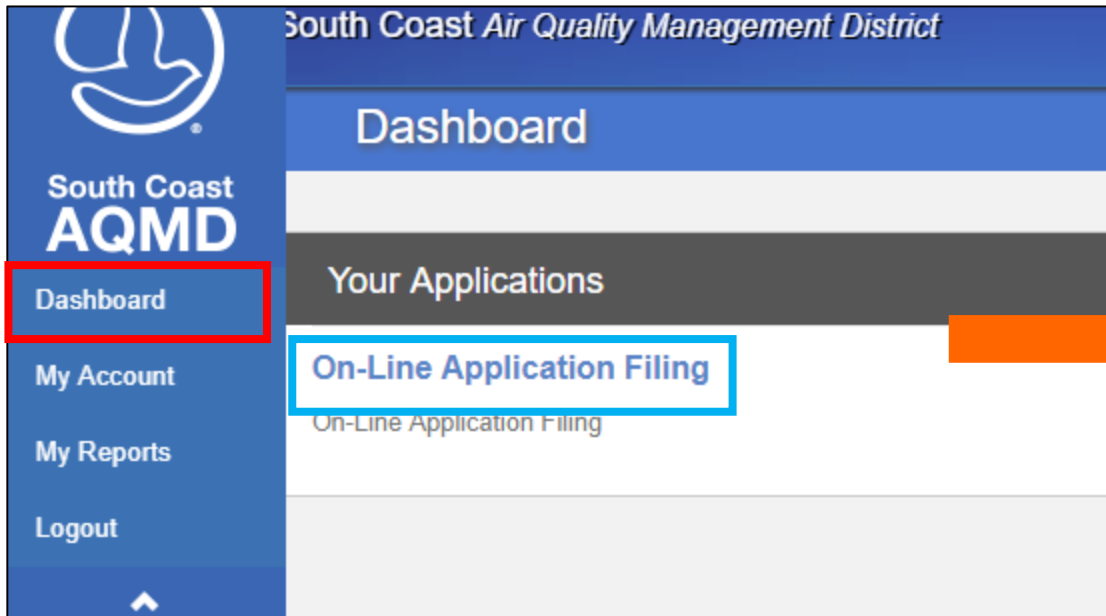 South Coast Air Quality Management District
Dashboard
South Coast
AQMD
Dashboard
My Account
My Reports
Logout
Your Applications
On-Line Application Filing
On-Line Application Filing